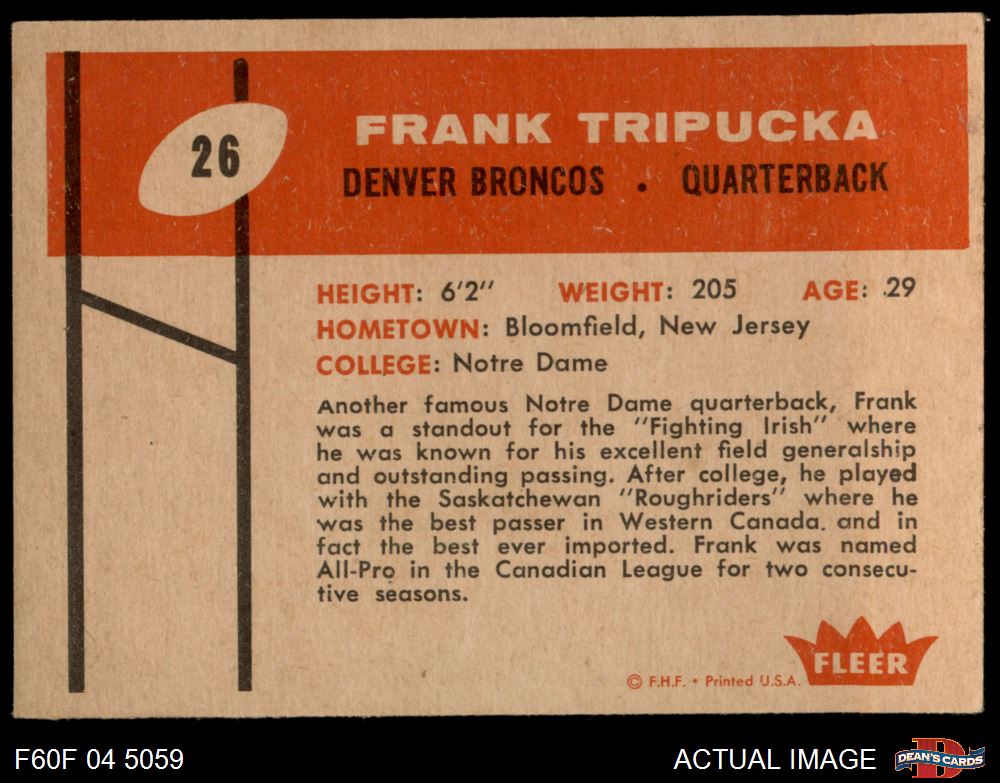 26
FRANK TRIPUCKA
DENVER BRONCOS • QUARTERBACK
HEIGHT: 6'2" WEIGHT: 205 AGE: 29
HOMETOWN: Bloomfield, New Jersey
COLLEGE: Notre Dame
Another famous Notre Dame quarterback, Frank
was a standout for the "Fighting Irish" where
he was known for his excellent field generalship
and outstanding passing. After college, he played
with the Saskatchewan "Roughriders" where he
was the best passer in Western Canada. and in
fact the best ever imported. Frank was named
All-Pro in the Canadian League for two consecu-
tive seasons.
FLEER
© F.H.F. • Printed U.S.A.
F60F 04 5059
ACTUAL IMAGE
D
DEAN'S CARDS